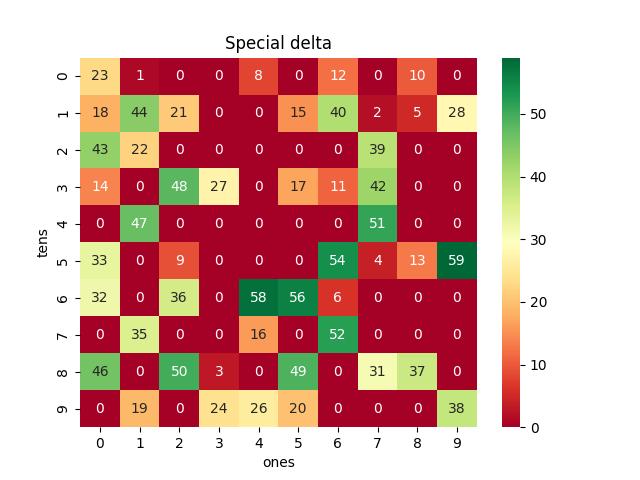 Special delta
0 23 1 0 0 8 0 12 0 10 0
1 18 44 21 0 0 15 40 2 5 28
2 43 22 0 0 0 0 0 39 0 0
3 14 0 48 27 0 17 11 42 0 0
4 0 47 0 0 0 0 0 51 0 0
5 33 0 9 0 0 0 54 4 13 59
6 32 0 36 0 58 56 6 0 0 0
7 0 35 0 0 16 0 52 0 0 0
8 46 0 50 3 0 49 0 31 37 0
9 0 19 0 24 26 20 0 0 0 38
0 1 2 3 4 5 6 7 8 9
ones
tens
50
40
30
20
10
0